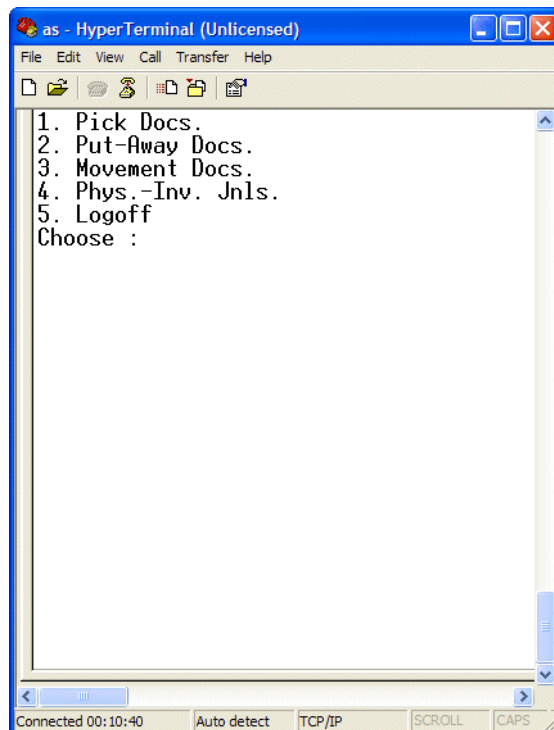 as - HyperTerminal (Unlicensed)
File Edit View Call Transfer Help
1. Pick Docs.
2. Put-Away Docs.
3. Movement Docs.
4. Phys.-Inv. Jnls.
5. Logoff
Choose :
Connected 00:10:40 Auto detect TCP/IP SCROLL CAPS